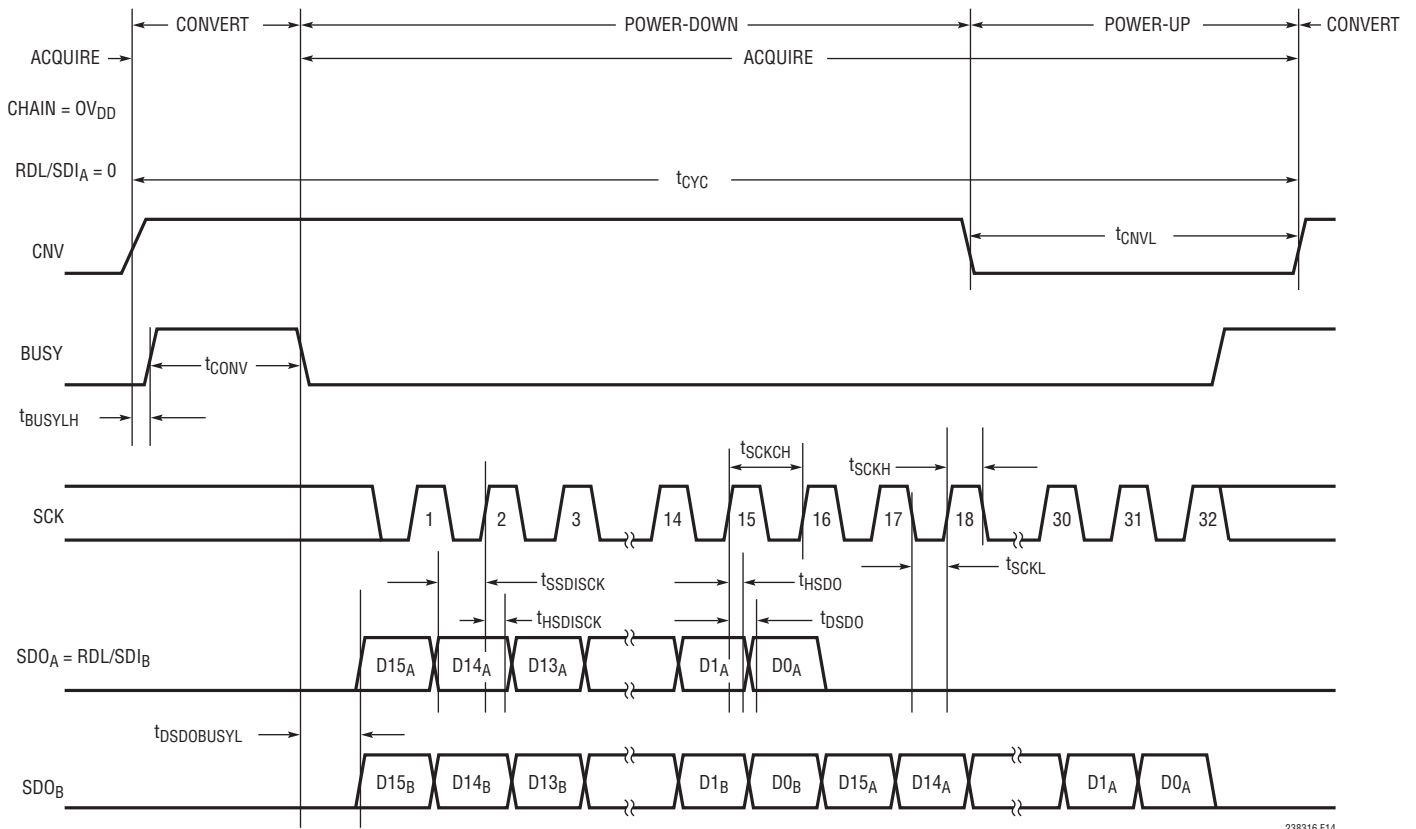 CONVERT POWER-DOWN POWER-UP CONVERT
ACQUIRE ACQUIRE
CHAIN = OVDD
RDL/SDIA = 0
tCYC
CNV
tCNVL
BUSY
tCONV
tBUSYLH
tSCKCH
tSCKH
SCK
1 2 3 14 15 16 17 18 30 31 32
tSSDISCK tHSDO tSCKL
tHSDISCK tDSDO
SDOA = RDL/SDIB
D15A D14A D13A D1A D0A
tDSDOBUSYL
SDOB
D15B D14B D13B D1B D0B D15A D14A D1A D0A
238316 F14